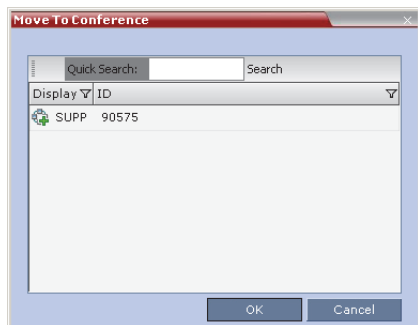 Move To Conference
Quick Search: Search
Display ID
SUPP 90575
OK Cancel